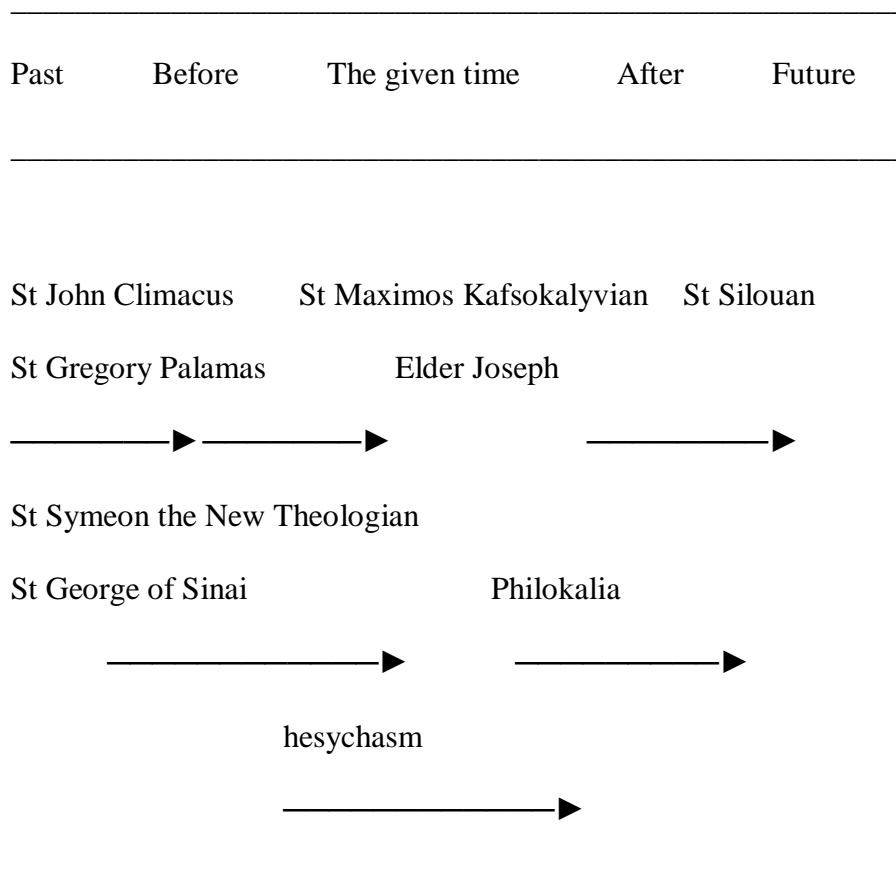 Past Before The given time After Future
St John Climacus St Maximos Kafsokalyvian St Silouan
St Gregory Palamas Elder Joseph
St Symeon the New Theologian
St George of Sinai Philokalia
hesychasm